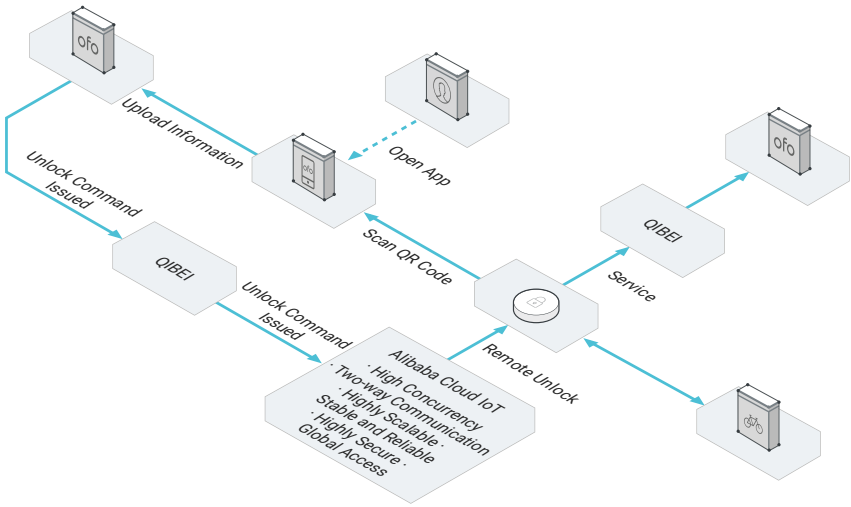 ofo
Upload Information
Open App
ofo
ofo
Unlock Command
Issued
QIBEI
Scan QR Code
QIBEI
Service
Unlock Command
Issued
Remote Unlock
Alibaba Cloud IoT
· High Concurrency
· Two-way Communication
· Highly Scalable ·
Stable and Reliable
· Highly Secure ·
Global Access